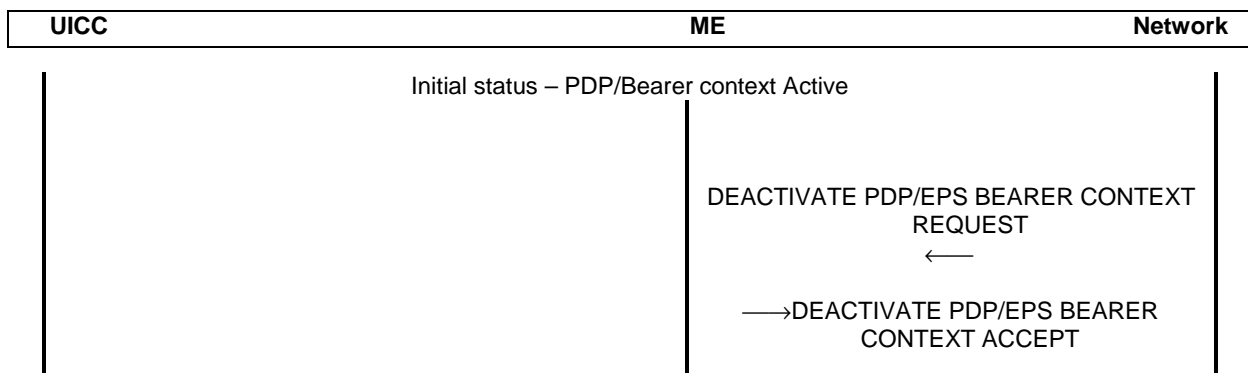 UICC ME Network
Initial status – PDP/Bearer context Active
DEACTIVATE PDP/EPS BEARER CONTEXT
REQUEST
←
→DEACTIVATE PDP/EPS BEARER
CONTEXT ACCEPT